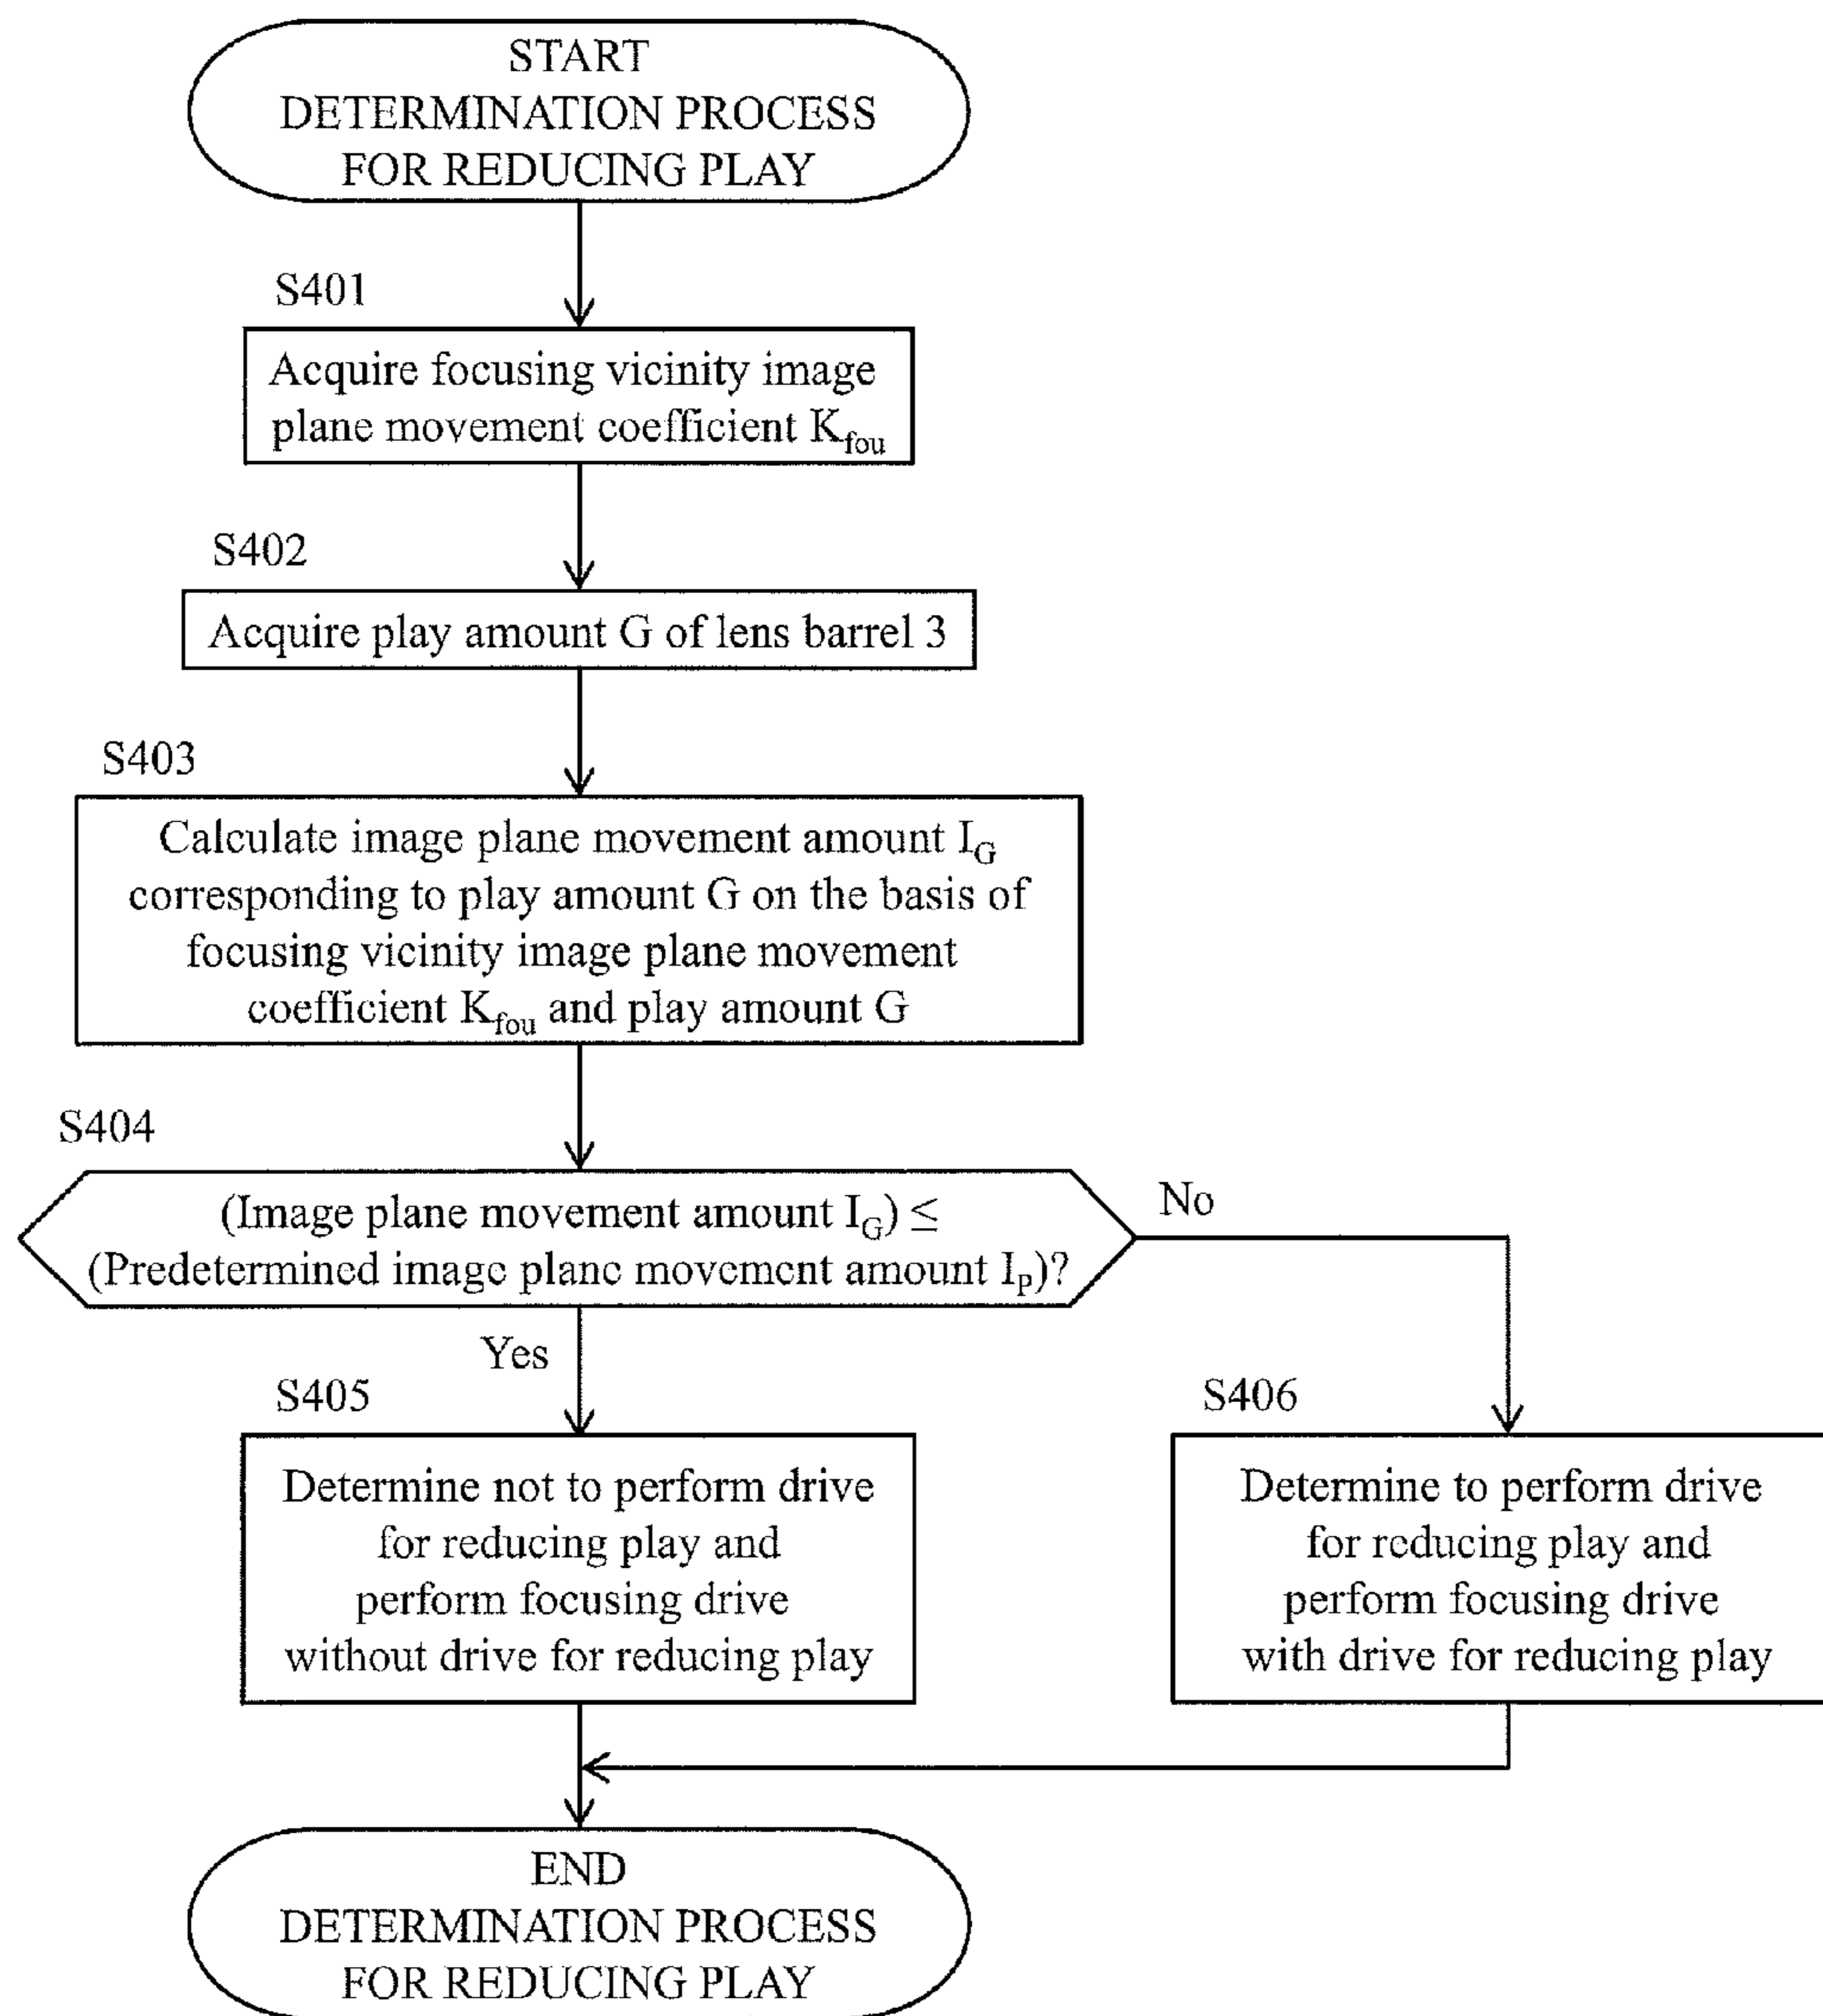 START
DETERMINATION PROCESS
FOR REDUCING PLAY
S401
Acquire focusing vicinity image
plane movement coefficient K_fou
S402
Acquire play amount G of lens barrel 3
S403
Calculate image plane movement amount I_G
corresponding to play amount G on the basis of
focusing vicinity image plane movement
coefficient K_fou and play amount G
S404
(Image plane movement amount I_G) ≤
(Predetermined image plane movement amount I_P)?
No
Yes
S405
Determine not to perform drive
for reducing play and
perform focusing drive
without drive for reducing play
S406
Determine to perform drive
for reducing play and
perform focusing drive
with drive for reducing play
END
DETERMINATION PROCESS
FOR REDUCING PLAY